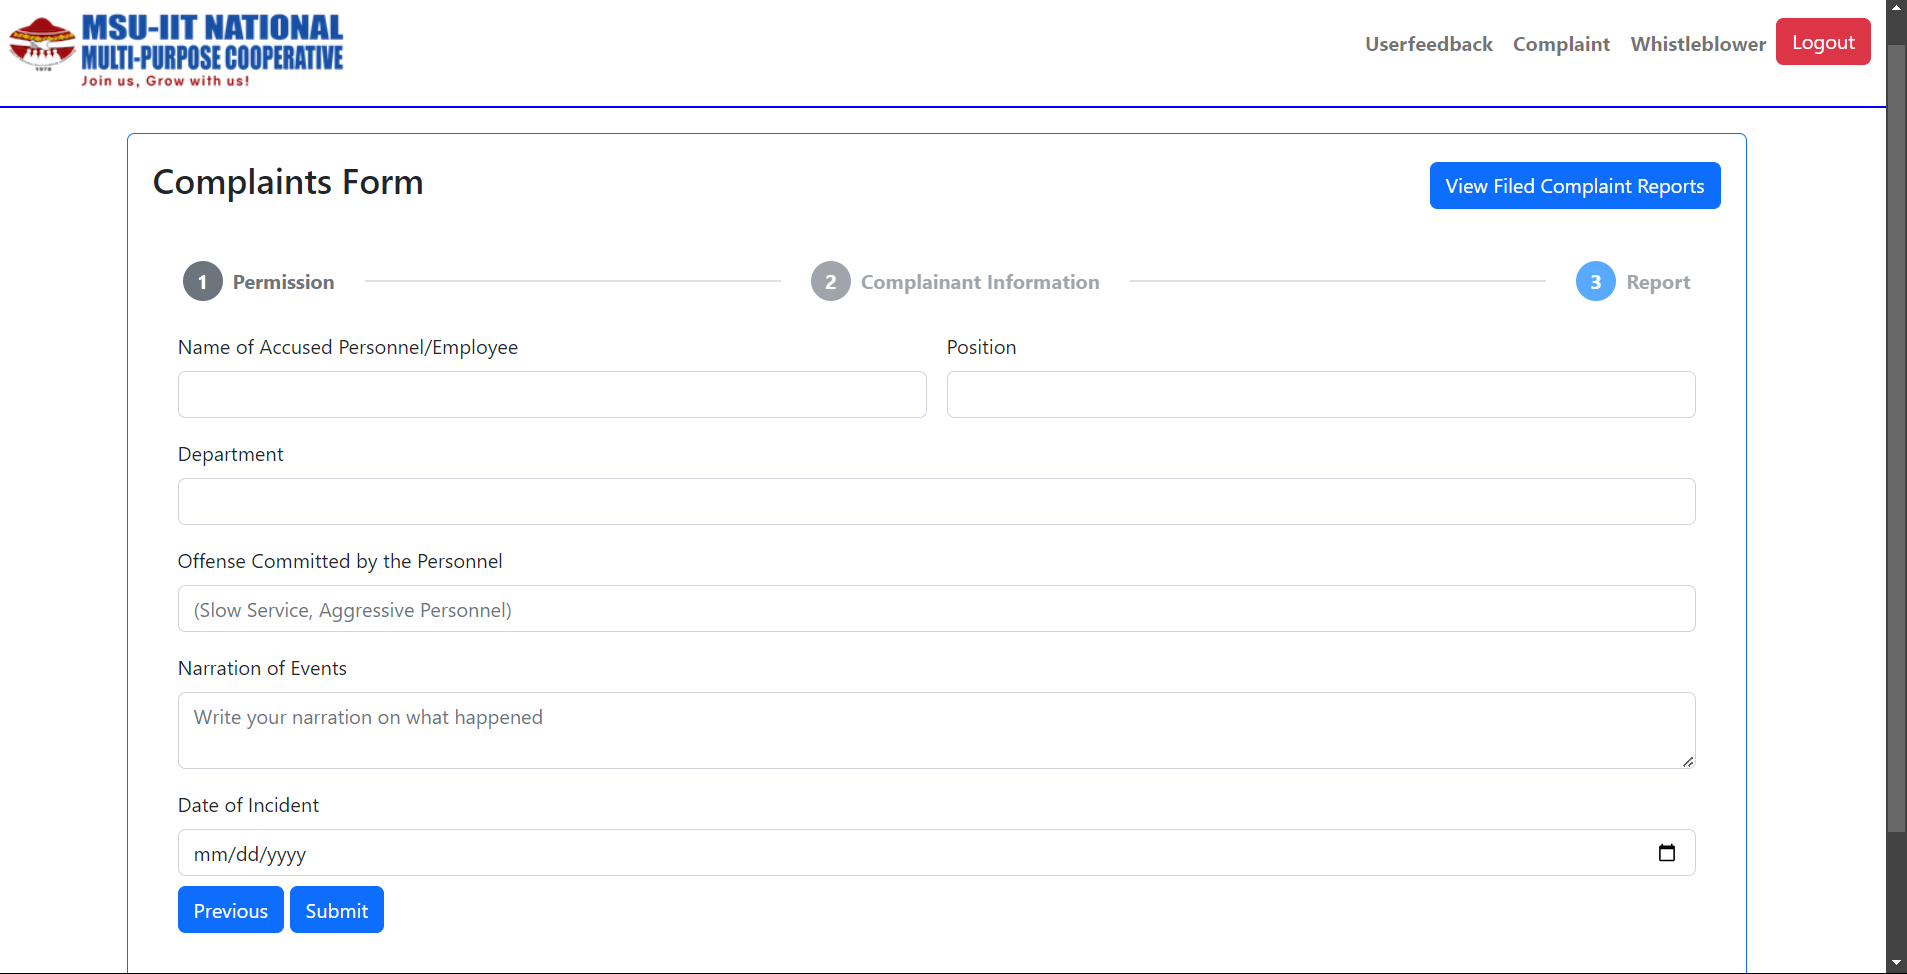 MSU-IIT NATIONAL
MULTI-PURPOSE COOPERATIVE
Join us, Grow with us!
1978
Userfeedback Complaint Whistleblower Logout
Complaints Form
View Filed Complaint Reports
1 Permission
2 Complainant Information
3 Report
Name of Accused Personnel/Employee
Position
Department
Offense Committed by the Personnel
(Slow Service, Aggressive Personnel)
Narration of Events
Write your narration on what happened
Date of Incident
mm/dd/yyyy
Previous Submit